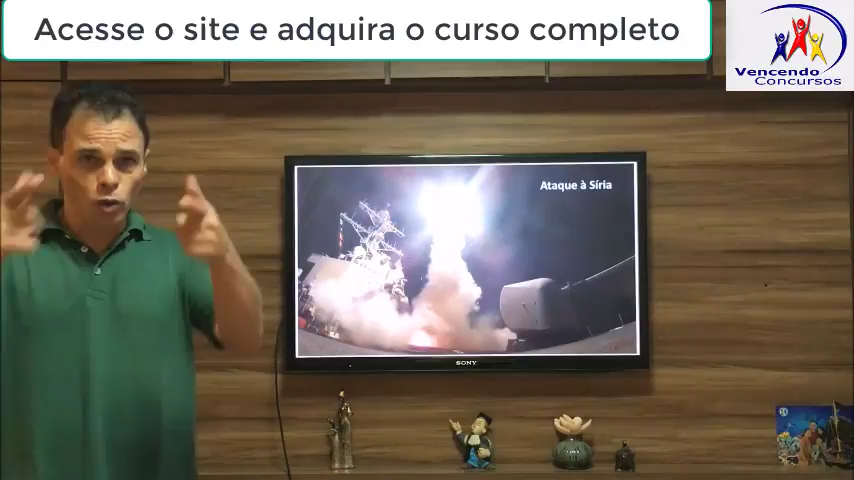 Acesse o site e adquira o curso completo
Vencendo
Concursos
Ataque à Síria
SONY